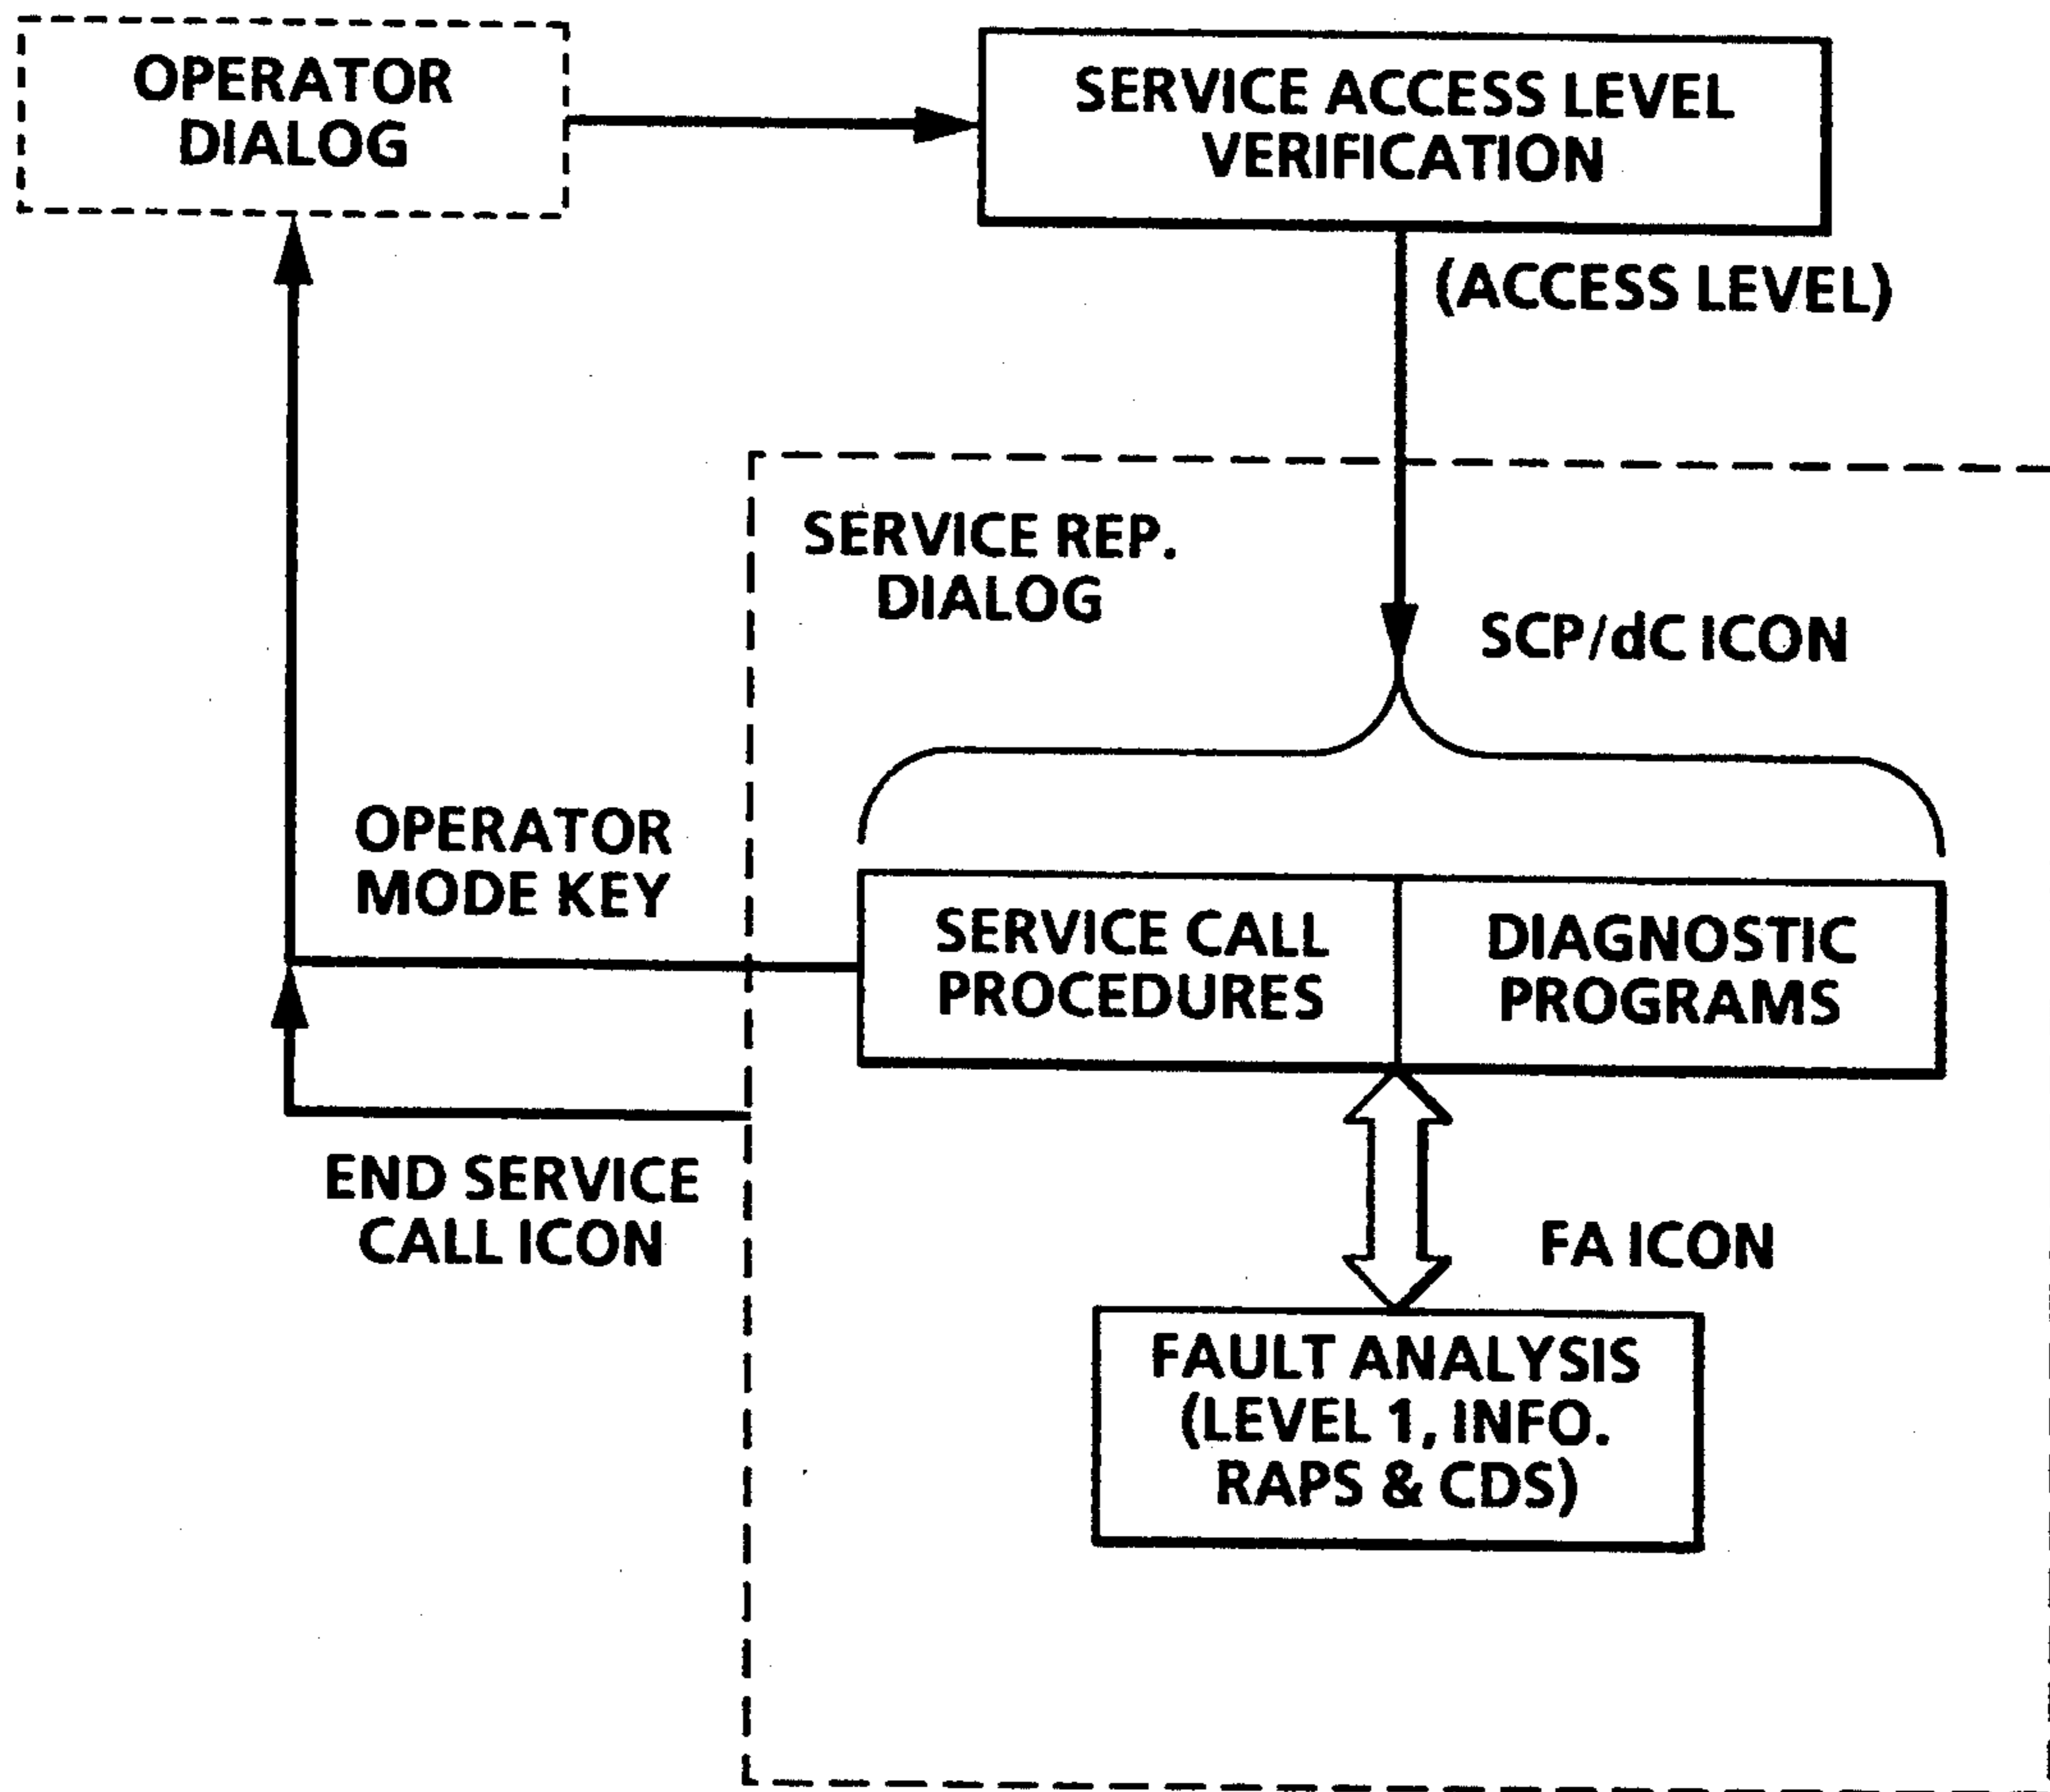 OPERATOR
DIALOG
SERVICE ACCESS LEVEL
VERIFICATION
(ACCESS LEVEL)
SERVICE REP.
DIALOG
SCP/dC ICON
OPERATOR
MODE KEY
SERVICE CALL
PROCEDURES
DIAGNOSTIC
PROGRAMS
END SERVICE
CALL ICON
FA ICON
FAULT ANALYSIS
(LEVEL 1, INFO.
RAPS & CDS)